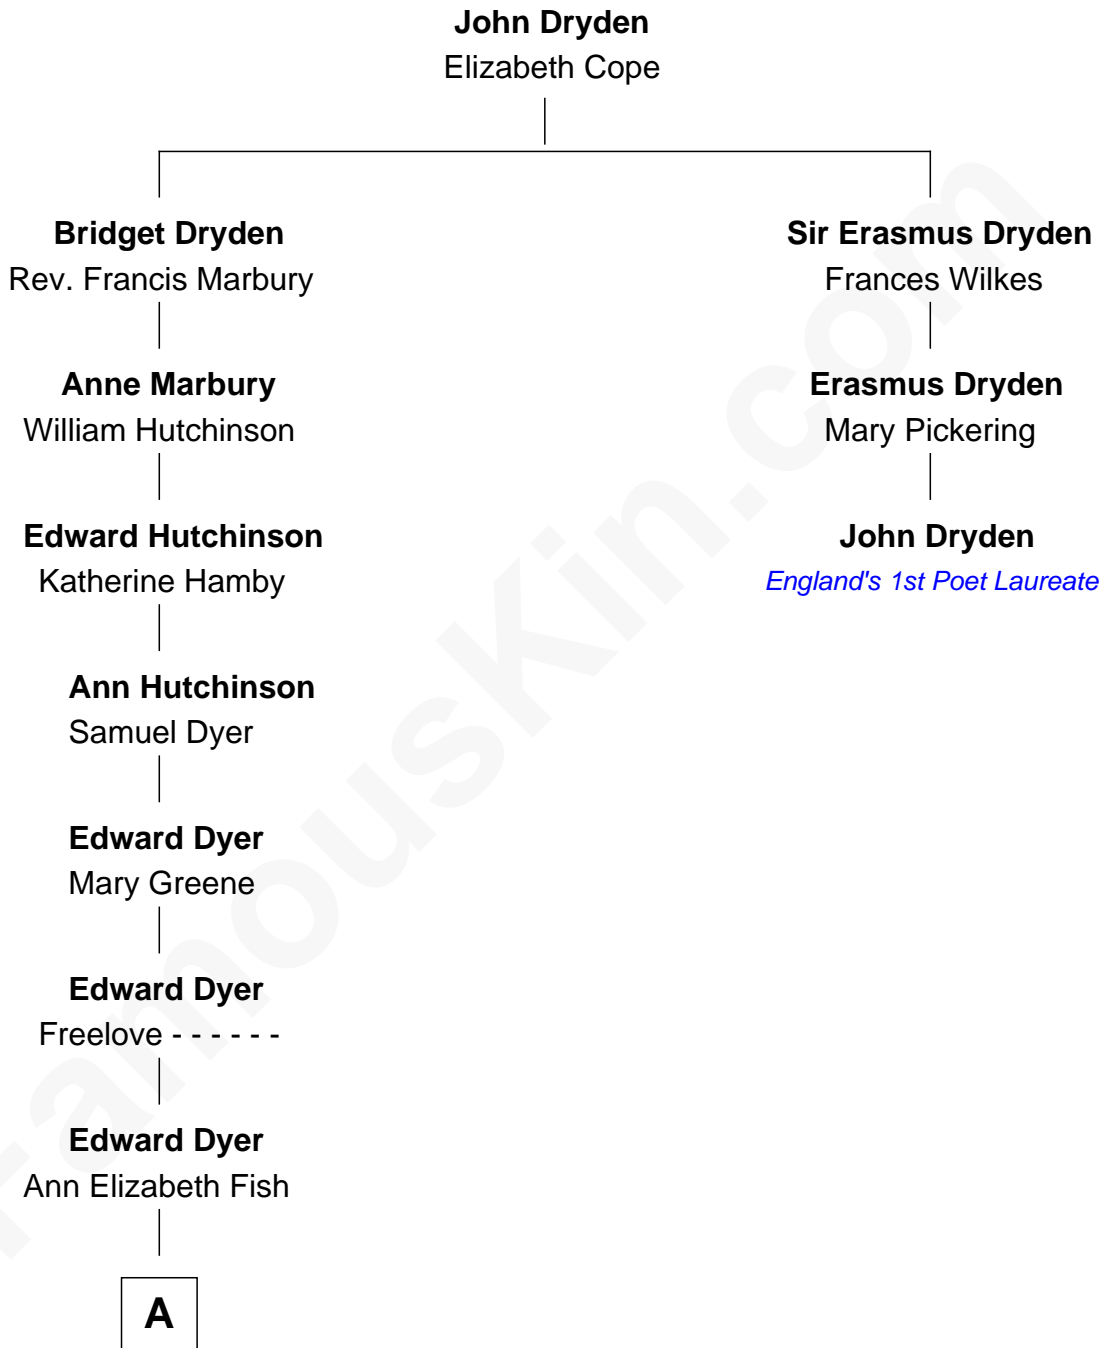 John Dryden
Elizabeth Cope
Bridget Dryden
Rev. Francis Marbury
Sir Erasmus Dryden
Frances Wilkes
Anne Marbury
William Hutchinson
Erasmus Dryden
Mary Pickering
Edward Hutchinson
Katherine Hamby
John Dryden
England's 1st Poet Laureate
Ann Hutchinson
Samuel Dyer
Edward Dyer
Mary Greene
Edward Dyer
Freelove - - - - - -
Edward Dyer
Ann Elizabeth Fish
A
FamousKin.com